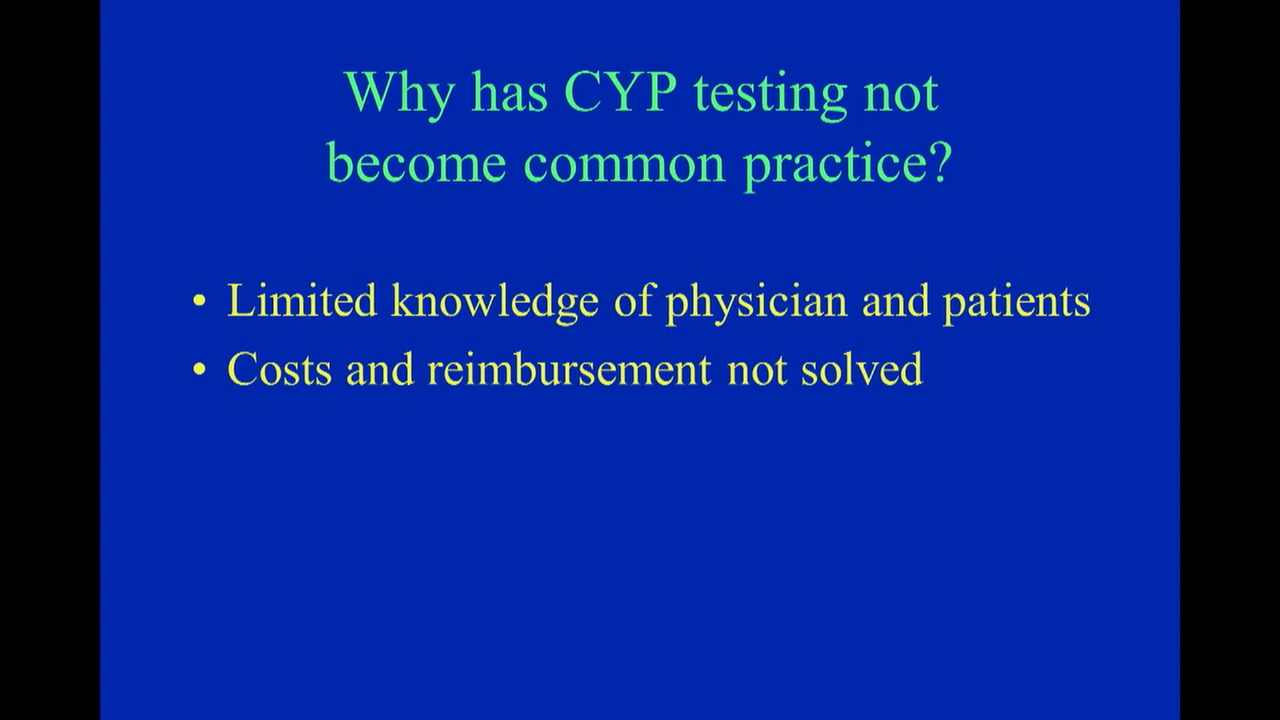 Why has CYP testing not
become common practice?
• Limited knowledge of physician and patients
• Costs and reimbursement not solved